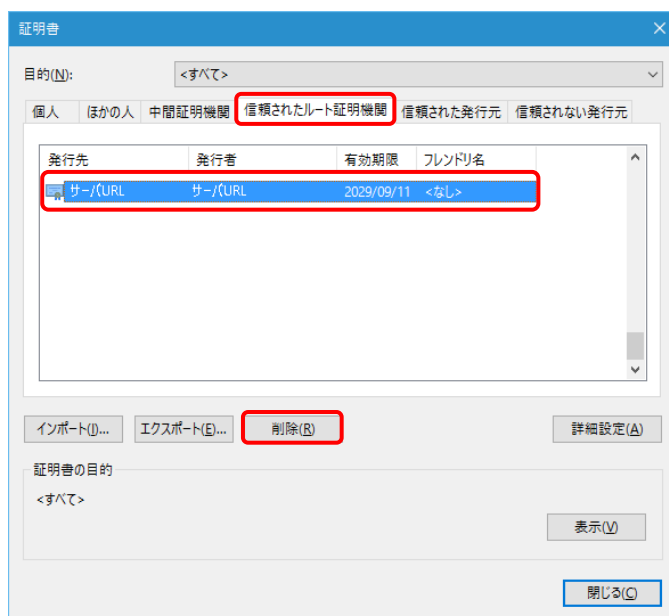 証明書
目的(N): <すべて>
個人 ほかの人 中間証明機関 信頼されたルート証明機関 信頼された発行元 信頼されない発行元
発行先 発行者 有効期限 フレンドリ名
サーバURL サーバURL 2029/09/11 <なし>
インポート(I)... エクスポート(E)... 削除(R) 詳細設定(A)
証明書の目的
<すべて>
表示(V)
閉じる(C)